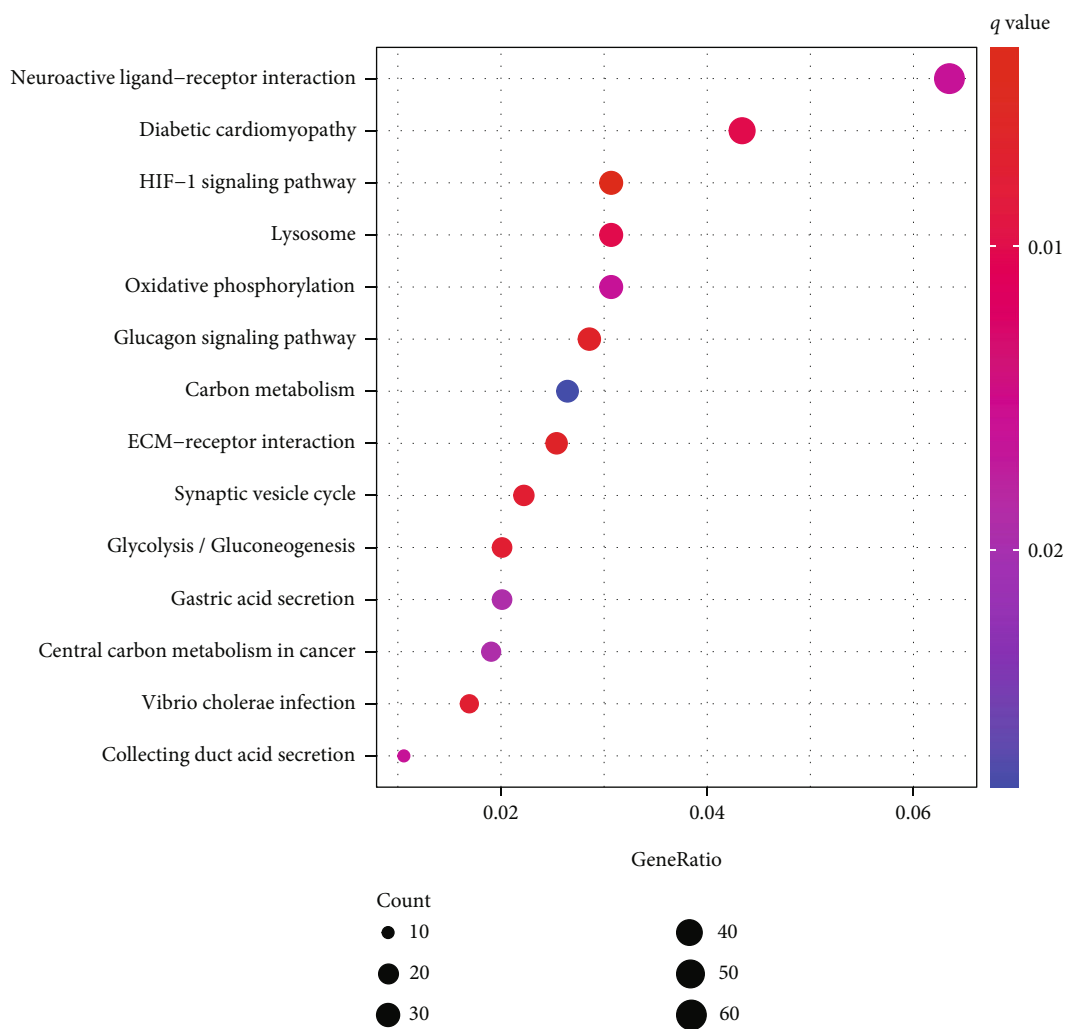 q value
Neuroactive ligand−receptor interaction
Diabetic cardiomyopathy
HIF−1 signaling pathway
Lysosome
Oxidative phosphorylation
Glucagon signaling pathway
Carbon metabolism
ECM−receptor interaction
Synaptic vesicle cycle
Glycolysis / Gluconeogenesis
Gastric acid secretion
Central carbon metabolism in cancer
Vibrio cholerae infection
Collecting duct acid secretion
0.01
0.02
0.02 0.04 0.06
GeneRatio
Count
10 40
20 50
30 60